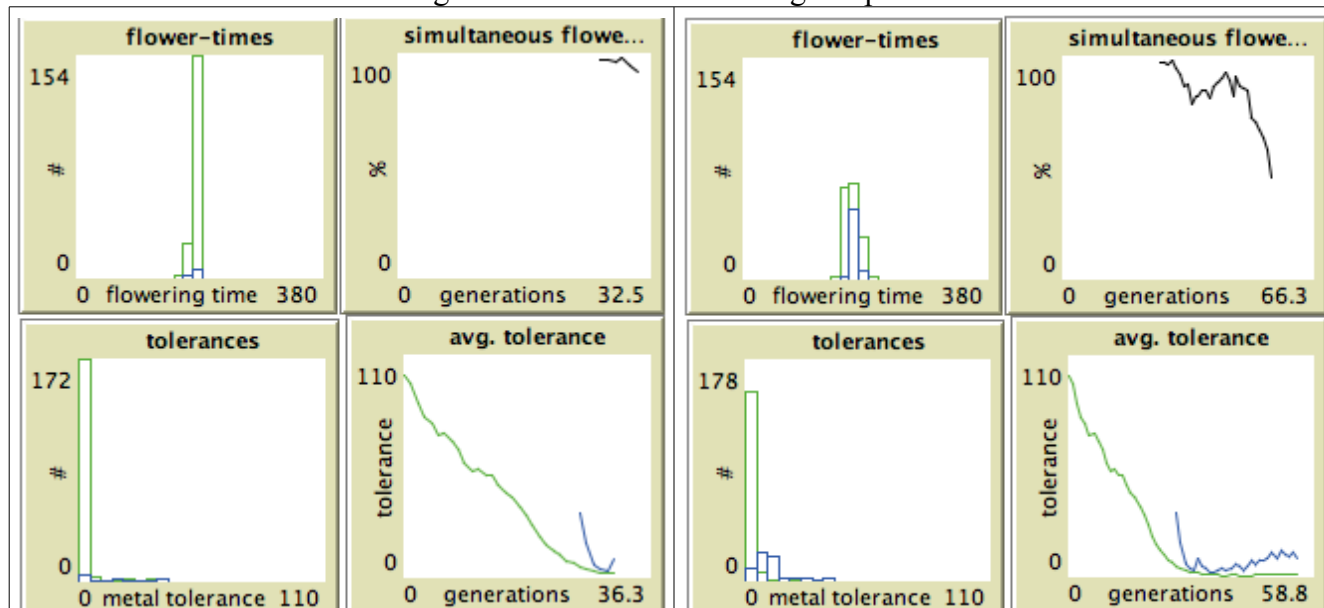 flower-times
154
#
0
0 flowering time 380
simultaneous flowe...
100
%
0
0 generations 32.5
tolerances
172
#
0
0 metal tolerance 110
avg. tolerance
110
tolerance
0
0 generations 36.3
flower-times
154
#
0
0 flowering time 380
simultaneous flowe...
100
%
0
0 generations 66.3
tolerances
178
#
0
0 metal tolerance 110
avg. tolerance
110
tolerance
0
0 generations 58.8